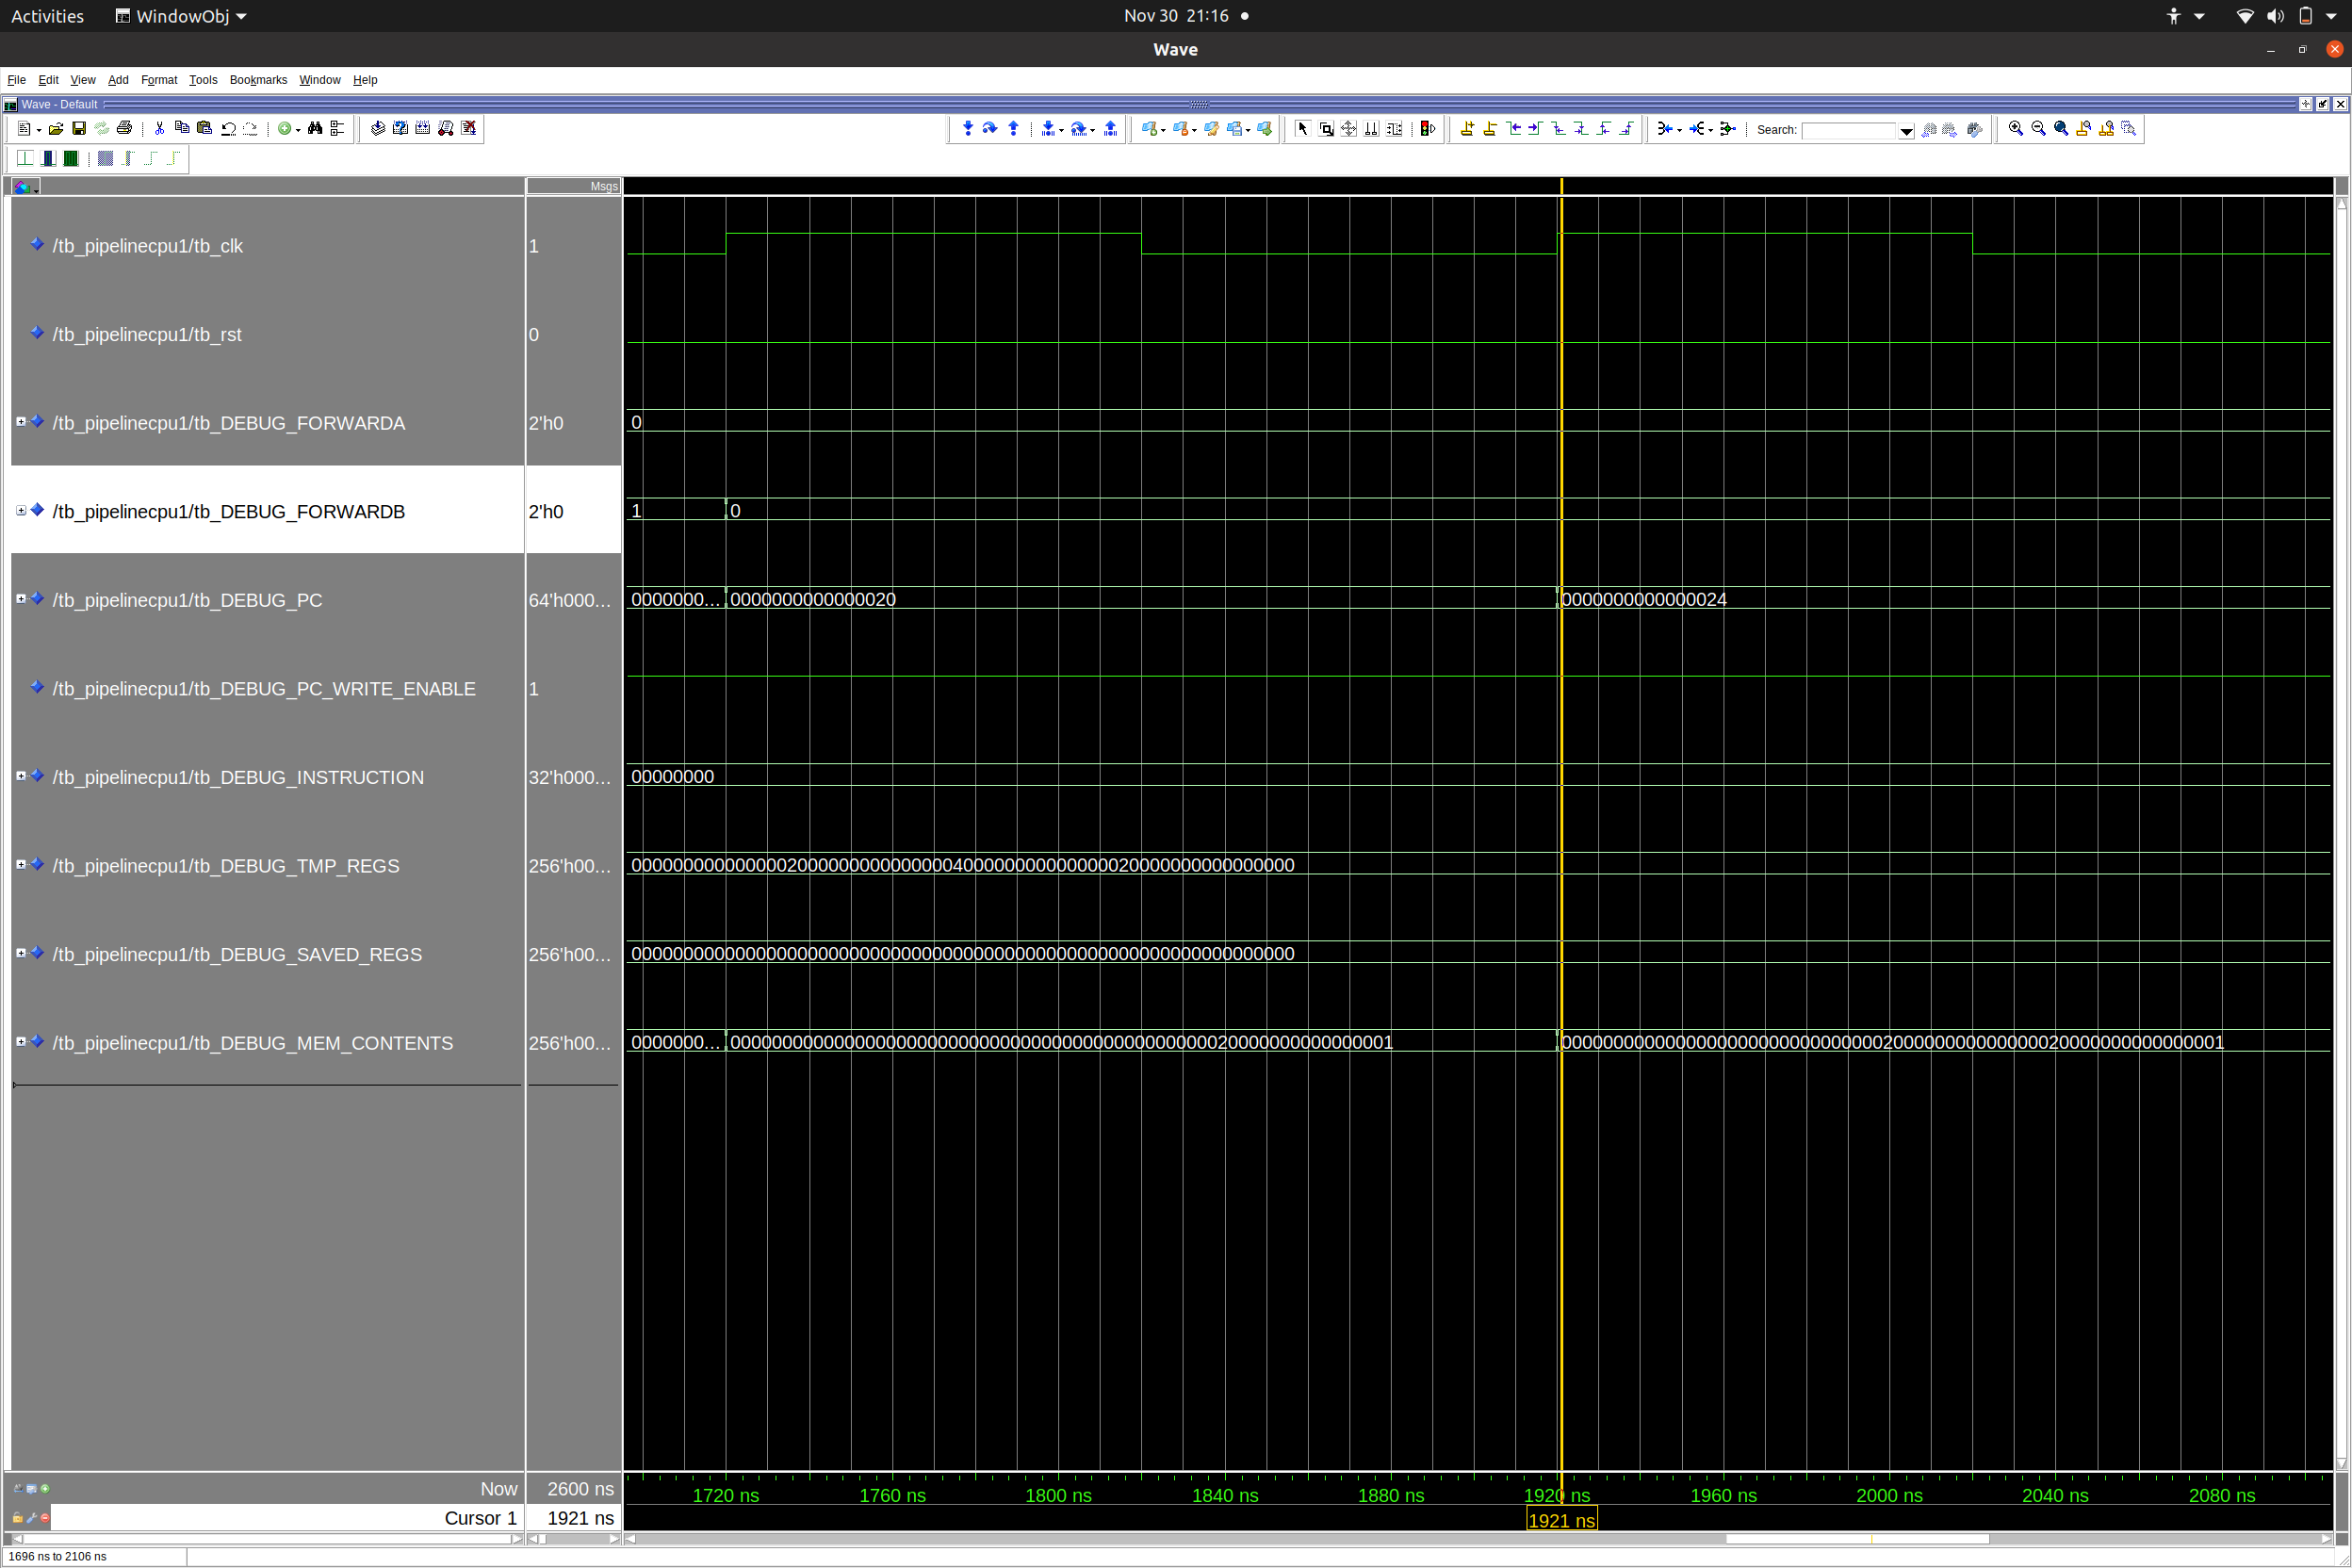 Activities WindowObj Nov 30 21:16
Wave
File Edit View Add Format Tools Bookmarks Window Help
Wave - Default
Search:
Msgs
/tb_pipelinecpu1/tb_clk 1
/tb_pipelinecpu1/tb_rst 0
/tb_pipelinecpu1/tb_DEBUG_FORWARDA 2'h0 0
/tb_pipelinecpu1/tb_DEBUG_FORWARDB 2'h0 1 0
/tb_pipelinecpu1/tb_DEBUG_PC 64'h000... 0000000... 0000000000000020 0000000000000024
/tb_pipelinecpu1/tb_DEBUG_PC_WRITE_ENABLE 1
/tb_pipelinecpu1/tb_DEBUG_INSTRUCTION 32'h000... 00000000
/tb_pipelinecpu1/tb_DEBUG_TMP_REGS 256'h00... 0000000000000002000000000000000400000000000000020000000000000000
/tb_pipelinecpu1/tb_DEBUG_SAVED_REGS 256'h00... 0000000000000000000000000000000000000000000000000000000000000000
/tb_pipelinecpu1/tb_DEBUG_MEM_CONTENTS 256'h00... 0000000... 0000000000000000000000000000000000000000000000020000000000000001 0000000000000000000000000000000200000000000000020000000000000001
Now 2600 ns 1720 ns 1760 ns 1800 ns 1840 ns 1880 ns 1920 ns 1960 ns 2000 ns 2040 ns 2080 ns
Cursor 1 1921 ns 1921 ns
1696 ns to 2106 ns